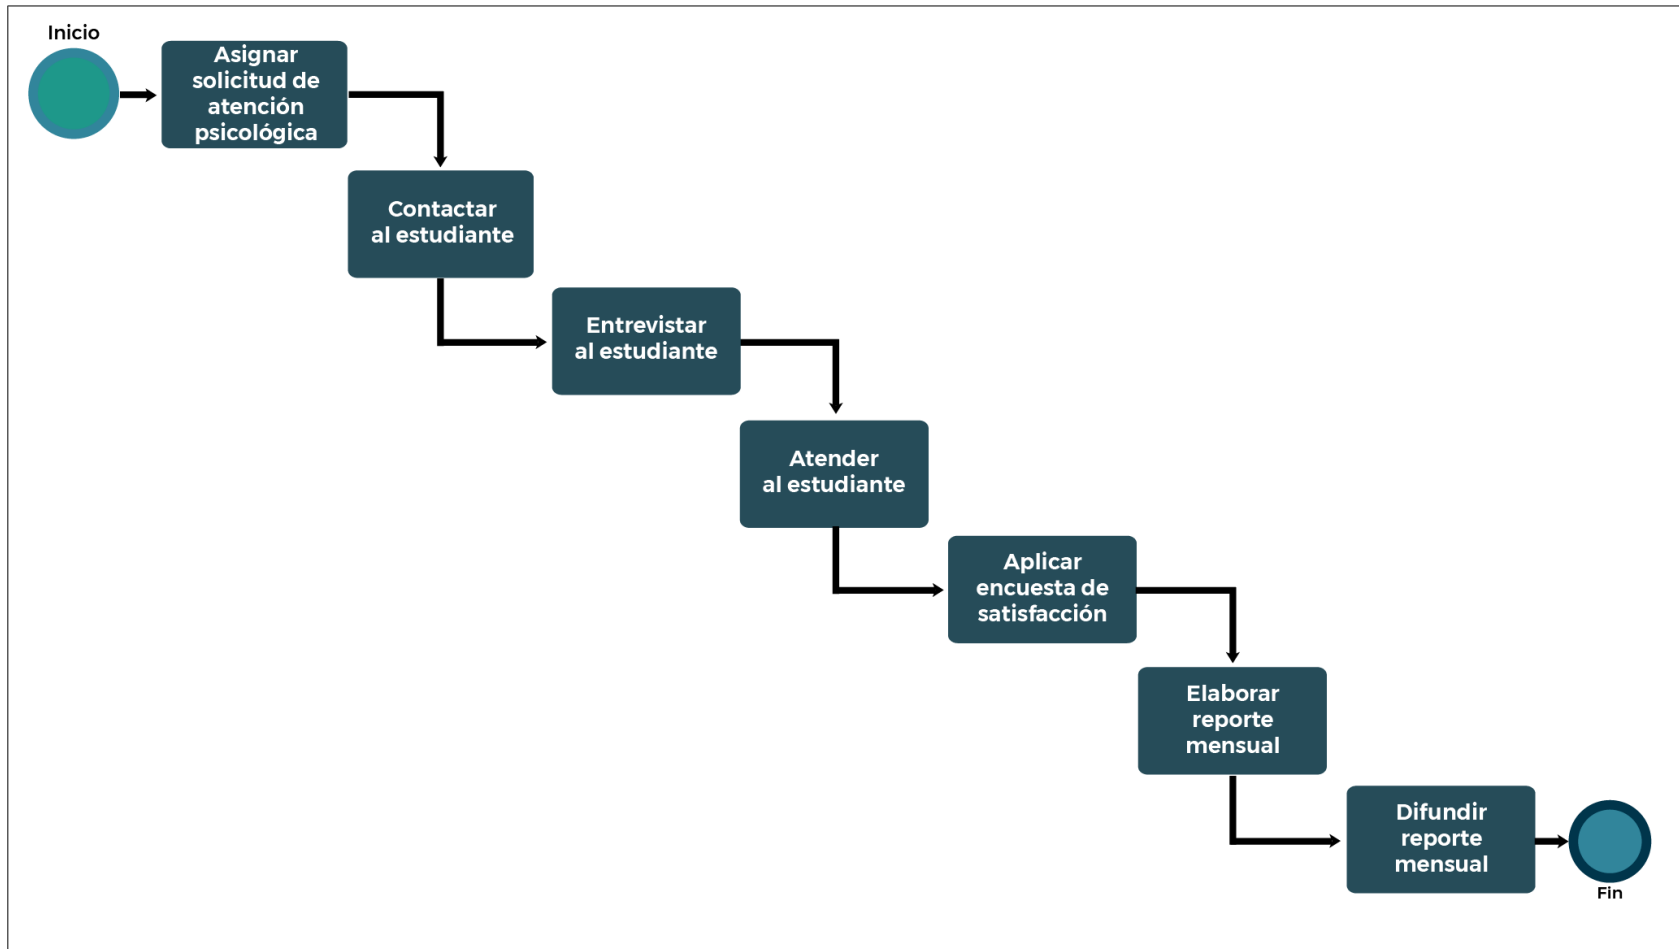 Inicio
Asignar
solicitud de
atención
psicológica
Contactar
al estudiante
Entrevistar
al estudiante
Atender
al estudiante
Aplicar
encuesta de
satisfacción
Elaborar
reporte
mensual
Difundir
reporte
mensual
Fin